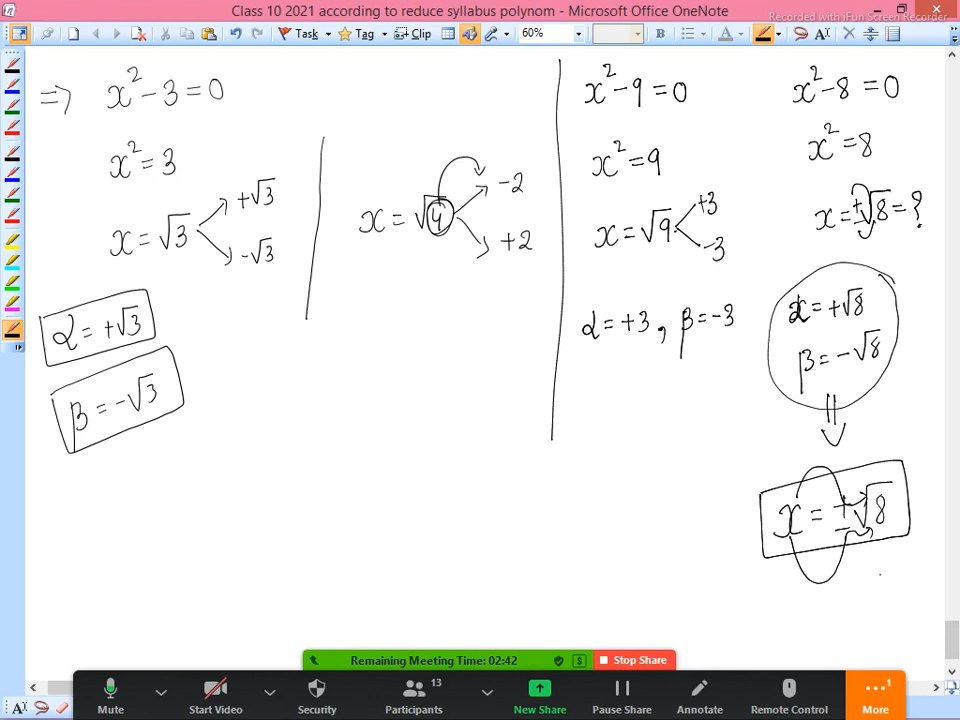 Class 10 2021 according to reduce syllabus polynom - Microsoft Office OneNote
Recorded with iFun Screen Recorder
Task Tag Clip 60% B A
⇒ x² - 3 = 0
x² = 3
x = √3
+√3
-√3
α = +√3
β = -√3
x = √4
-2
+2
x² - 9 = 0
x² = 9
x = √9
+3
-3
α = +3, β = -3
x² - 8 = 0
x² = 8
x = ±√8 = ?
α = +√8
β = -√8
x = ±√8
Remaining Meeting Time: 02:42
Stop Share
13
1
Mute Start Video Security Participants New Share Pause Share Annotate Remote Control More